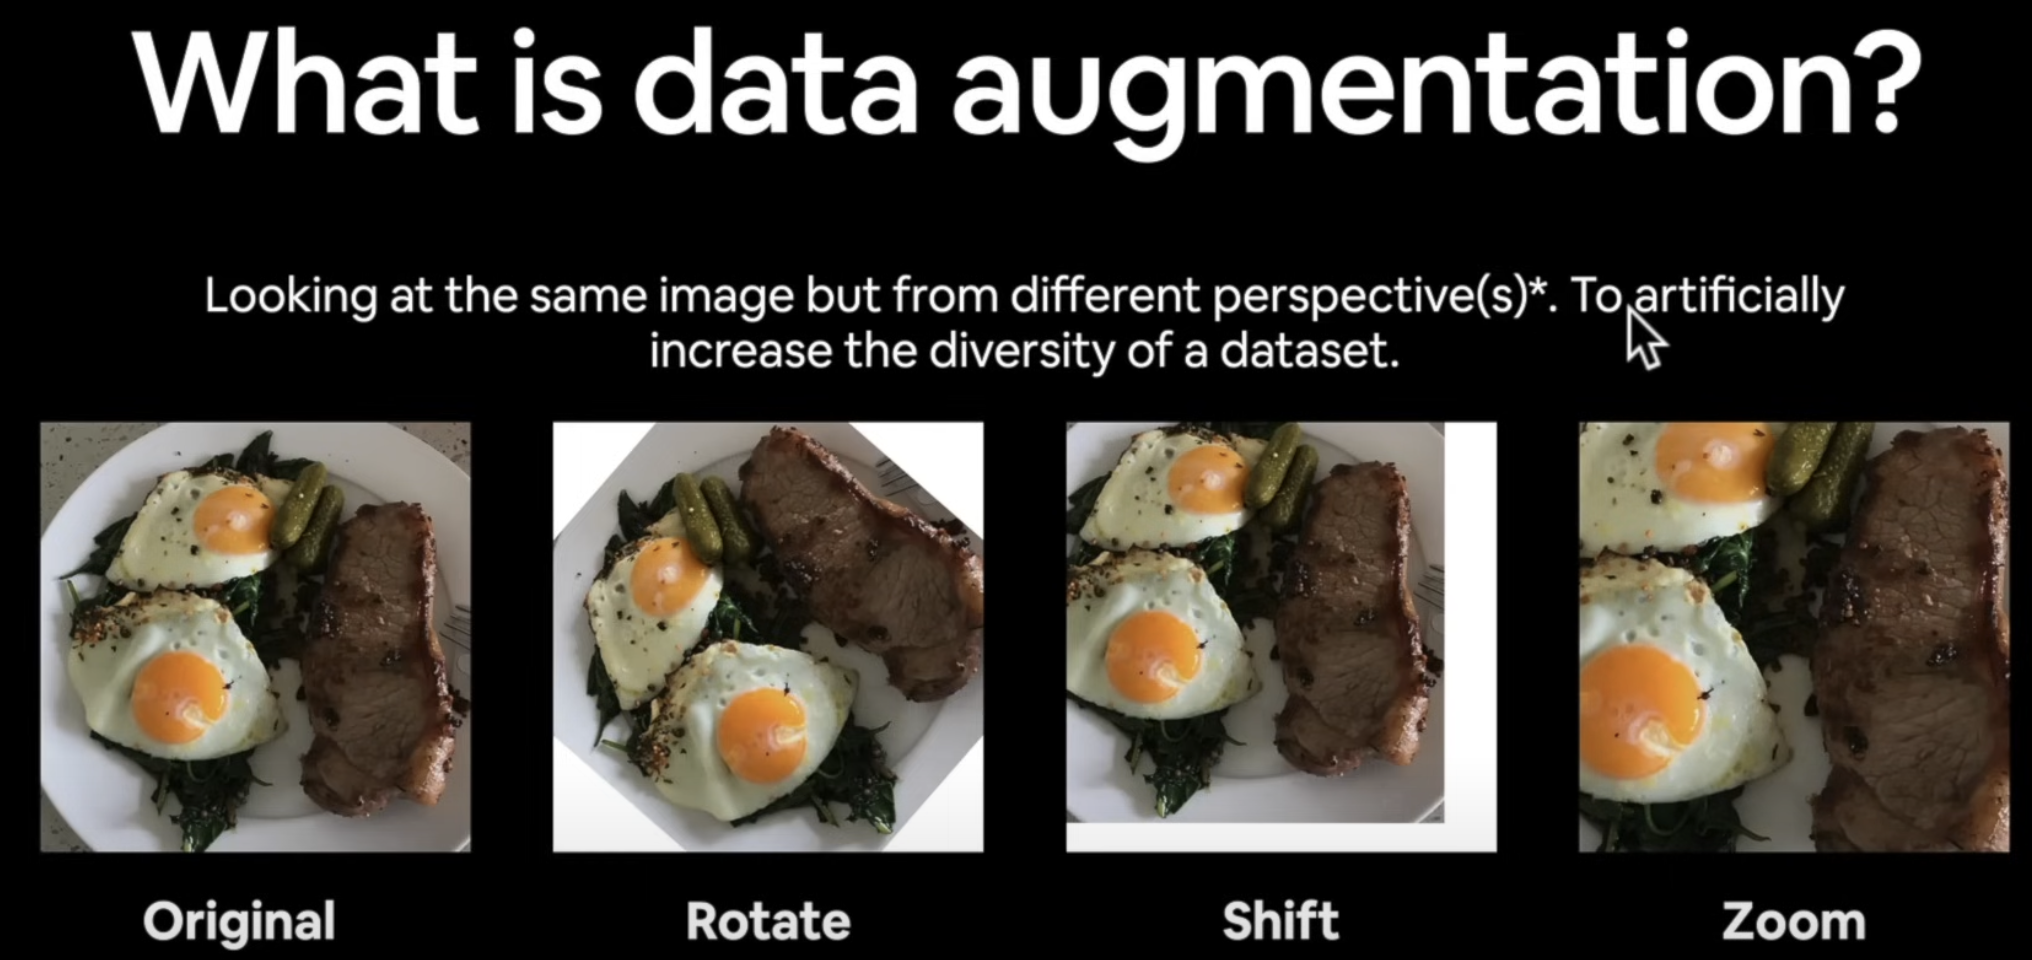 What is data augmentation?
Looking at the same image but from different perspective(s)*. To artificially
increase the diversity of a dataset.
Original
Rotate
Shift
Zoom